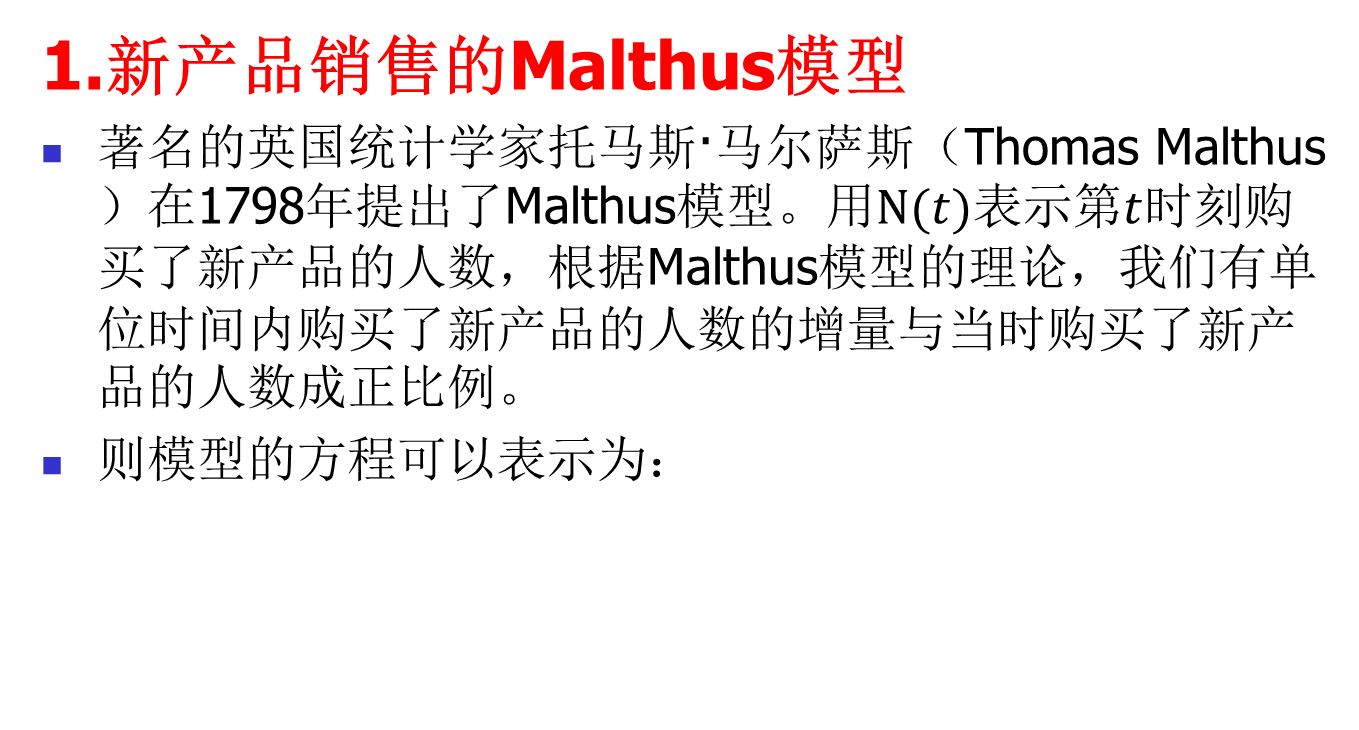 1.新产品销售的Malthus模型
著名的英国统计学家托马斯·马尔萨斯（Thomas Malthus
）在1798年提出了Malthus模型。用N(t)表示第t时刻购
买了新产品的人数，根据Malthus模型的理论，我们有单
位时间内购买了新产品的人数的增量与当时购买了新产
品的人数成正比例。
则模型的方程可以表示为：